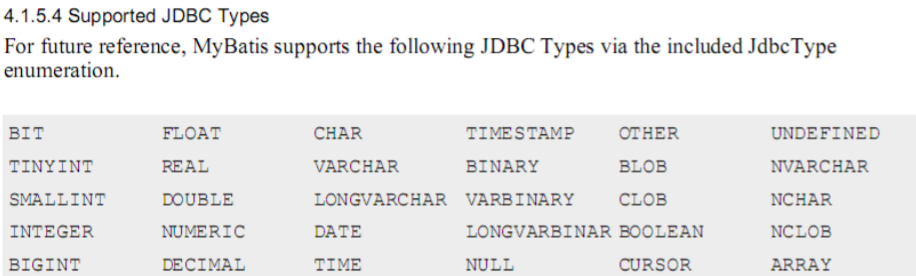 4.1.5.4 Supported JDBC Types
For future reference, MyBatis supports the following JDBC Types via the included JdbcType
enumeration.
BIT FLOAT CHAR TIMESTAMP OTHER UNDEFINED
TINYINT REAL VARCHAR BINARY BLOB NVARCHAR
SMALLINT DOUBLE LONGVARCHAR VARBINARY CLOB NCHAR
INTEGER NUMERIC DATE LONGVARBINAR BOOLEAN NCLOB
BIGINT DECIMAL TIME NULL CURSOR ARRAY